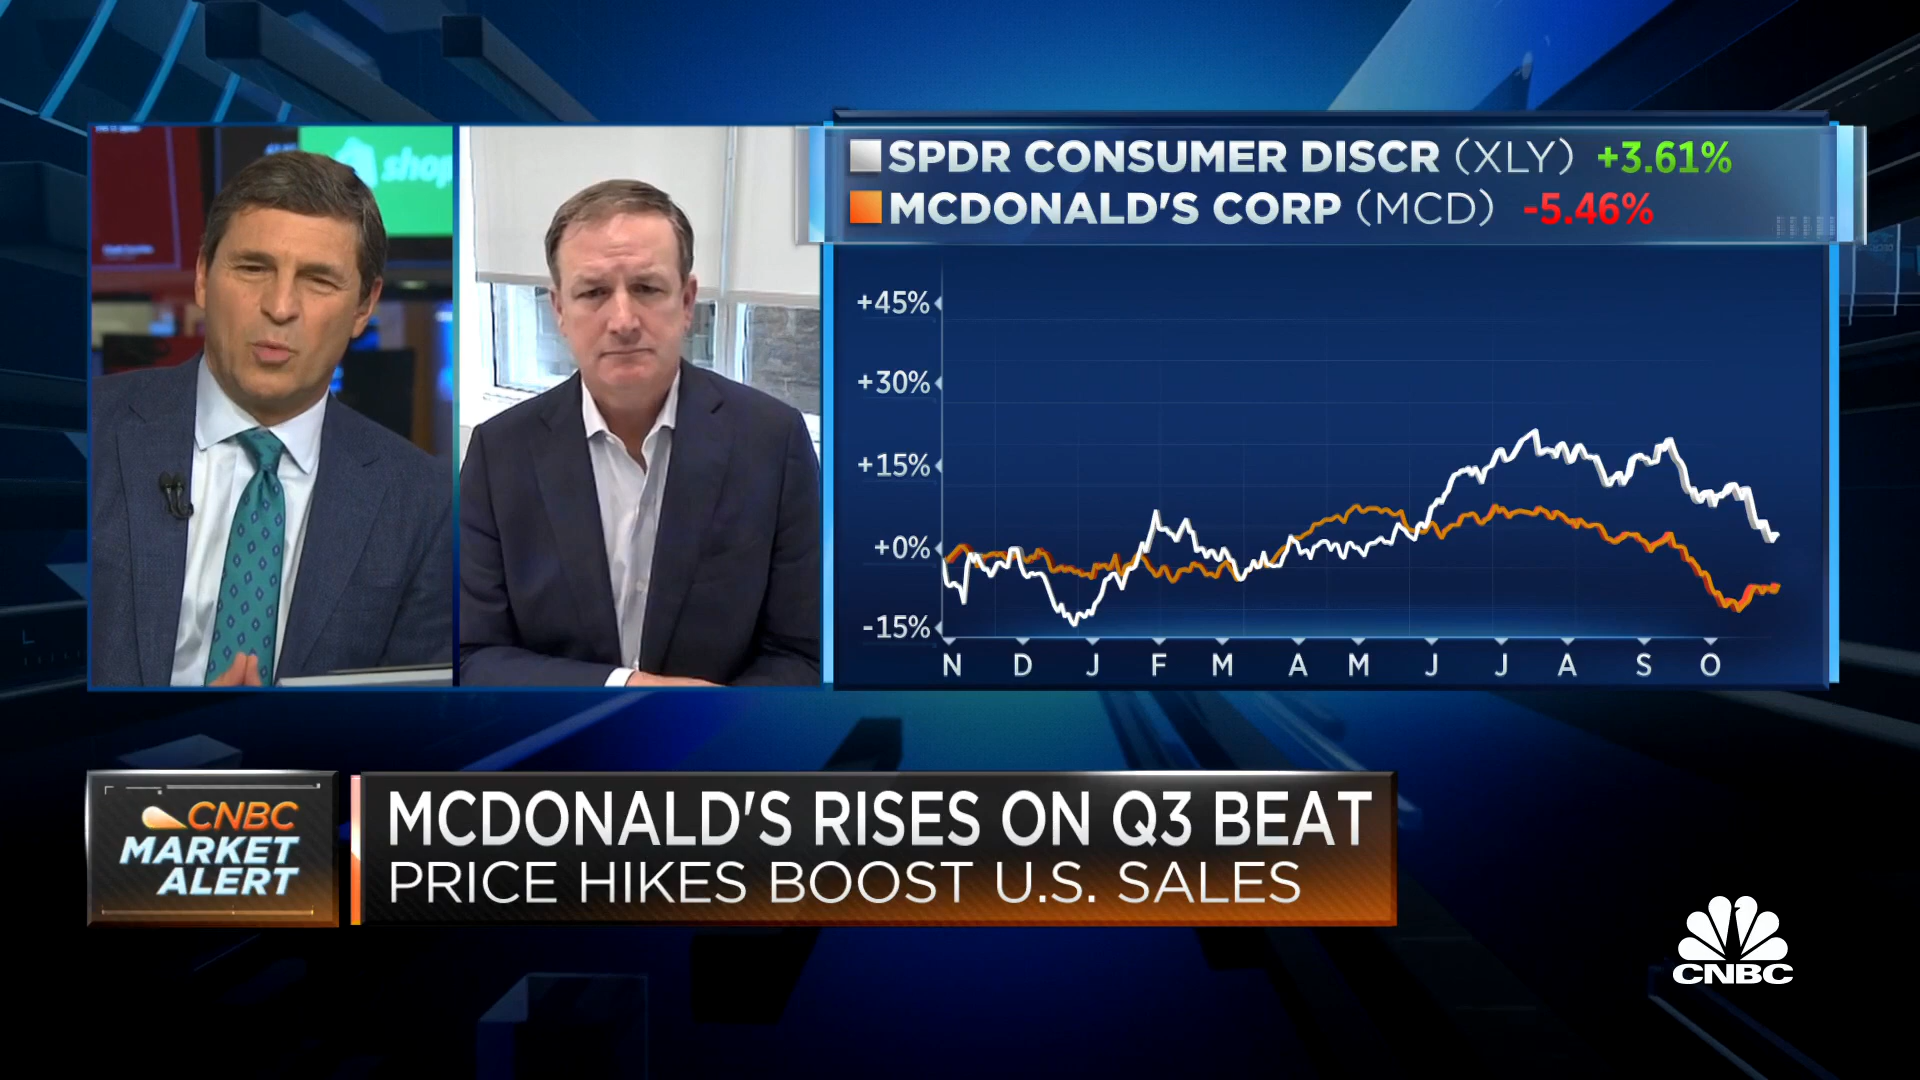 shop
SPDR CONSUMER DISCR (XLY) +3.61%
MCDONALD'S CORP (MCD) -5.46%
+45%
+30%
+15%
+0%
-15%
N D J F M A M J J A S O
CNBC
MARKET
ALERT
MCDONALD'S RISES ON Q3 BEAT
PRICE HIKES BOOST U.S. SALES
CNBC